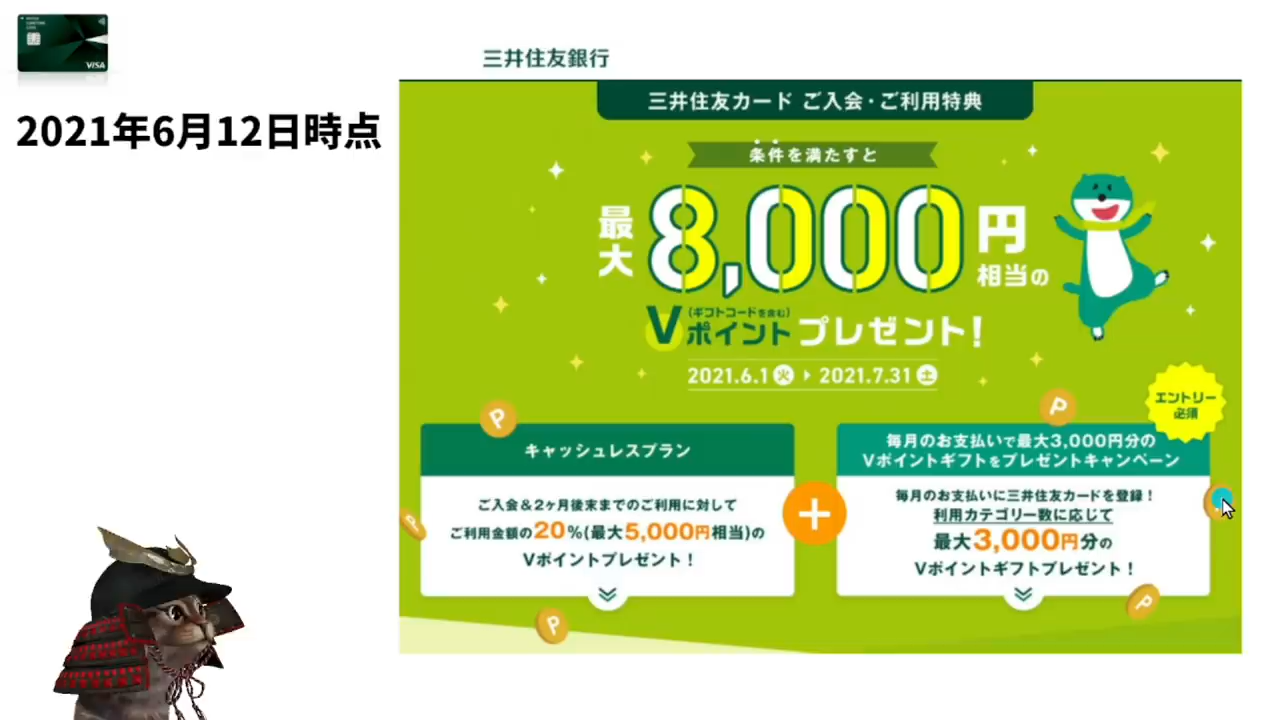 VISA
三井住友銀行
2021年6月12日時点
三井住友カード ご入会・ご利用特典
条件を満たすと
最大8,000円相当の
(ギフトコードを含む)
Vポイントプレゼント!
2021.6.1火 ▶ 2021.7.31土
エントリー
必須
キャッシュレスプラン
ご入会&2ヶ月後末までのご利用に対して
ご利用金額の20%(最大5,000円相当)の
Vポイントプレゼント!
+
毎月のお支払いで最大3,000円分の
Vポイントギフトをプレゼントキャンペーン
毎月のお支払いに三井住友カードを登録!
利用カテゴリー数に応じて
最大3,000円分の
Vポイントギフトプレゼント!
P
P
P
P
P